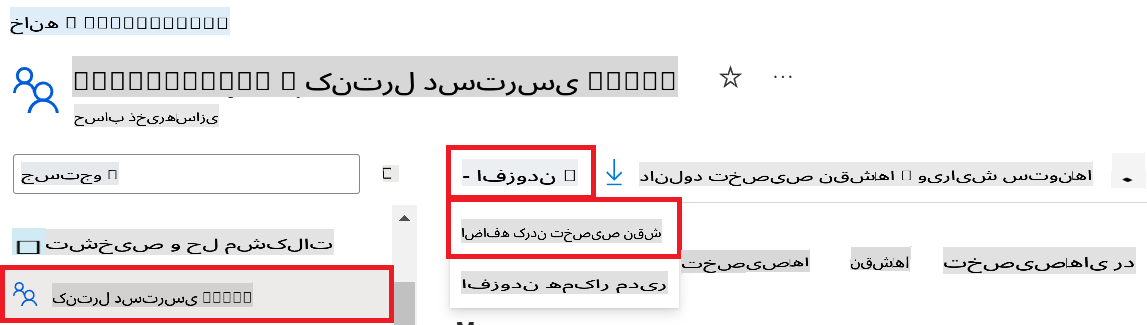 خانه
کنترل دسترسی
حساب ذخیره‌سازی
جستجو
- افزودن
دانلود تخصیص نقش‌ها
ویرایش ستون‌ها
اضافه کردن تخصیص نقش
تشخیص و حل مشکلات
تخصیص‌ها
نقش‌ها
تخصیص‌های رد
افزودن همکار مدیر
کنترل دسترسی